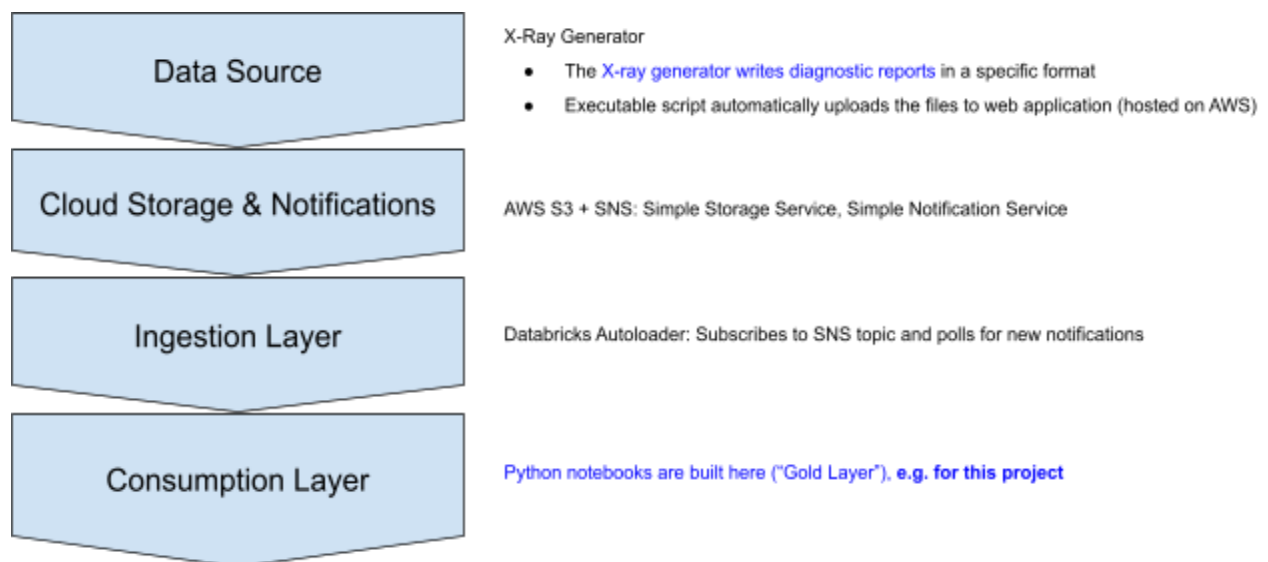 Data Source
X-Ray Generator
● The X-ray generator writes diagnostic reports in a specific format
● Executable script automatically uploads the files to web application (hosted on AWS)
Cloud Storage & Notifications
AWS S3 + SNS: Simple Storage Service, Simple Notification Service
Ingestion Layer
Databricks Autoloader: Subscribes to SNS topic and polls for new notifications
Consumption Layer
Python notebooks are built here (“Gold Layer”), e.g. for this project